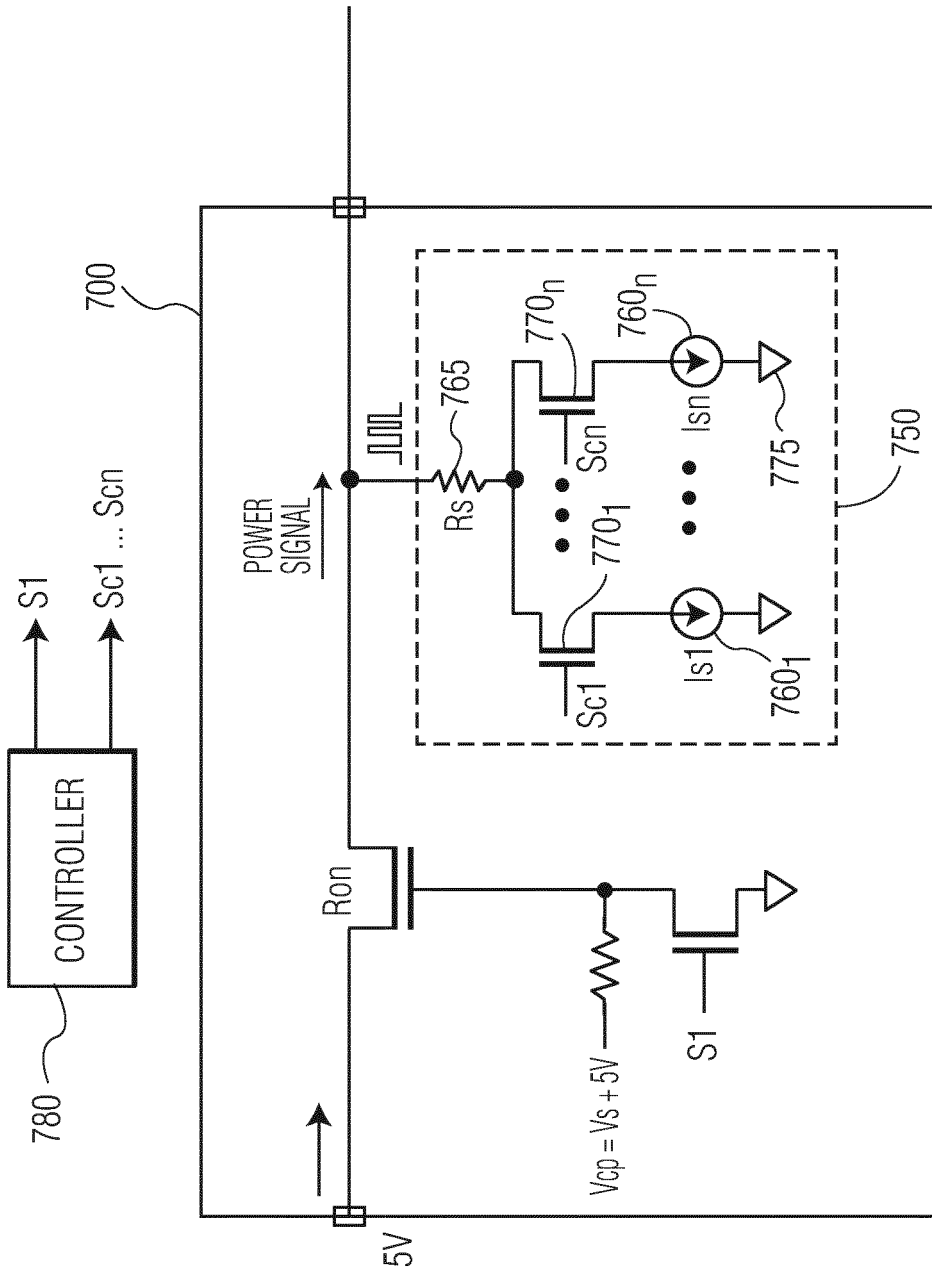 780
CONTROLLER
S1
Sc1 ... Scn
700
5V
Ron
POWER
SIGNAL
Rs
765
Vcp = Vs + 5V
S1
Sc1
770₁
Scn
770ₙ
Is1
760₁
Isn
760ₙ
775
750